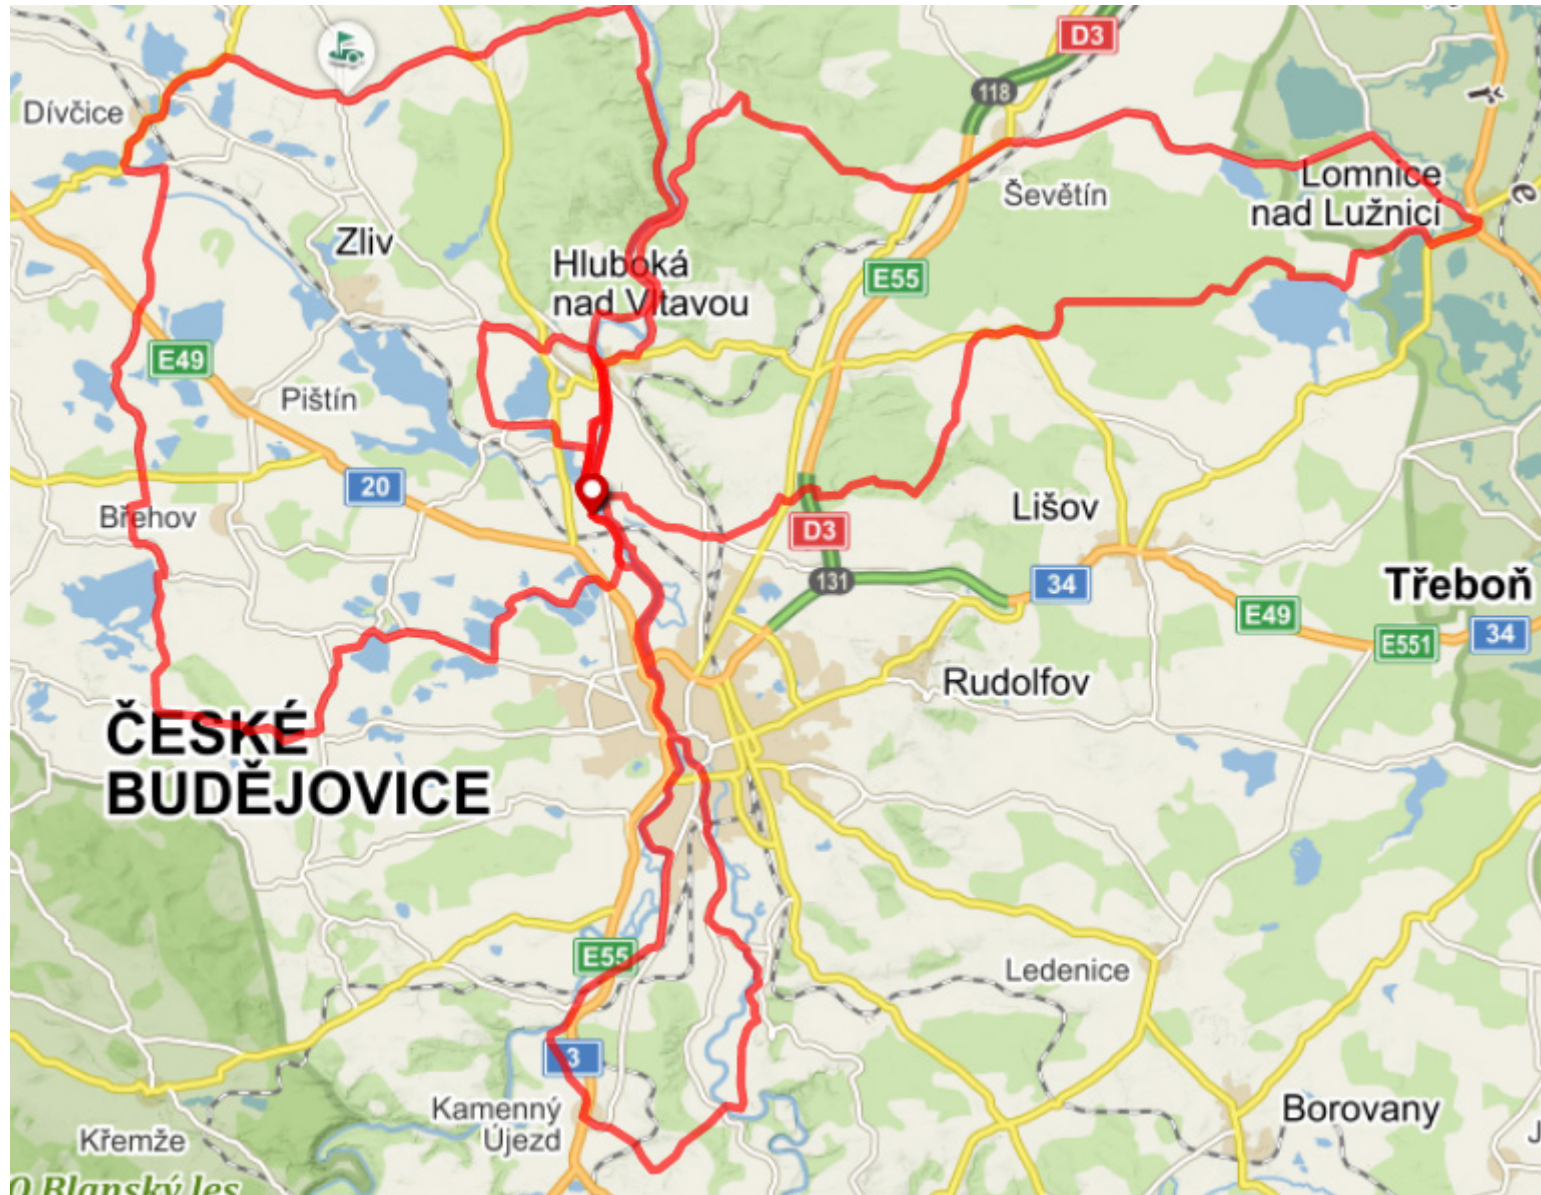 D3
118
Dívčice
ř
e
Lomnice
nad Lužnicí
Ševětín
Zliv
Hluboká
nad Vltavou
E55
E49
Pištín
20
Břehov
Lišov
D3
131
34
Třeboň
E49
E551
34
Rudolfov
ČESKÉ
BUDĚJOVICE
E55
Ledenice
3
Kamenný
Újezd
Borovany
Křemže
J
O Blanský les